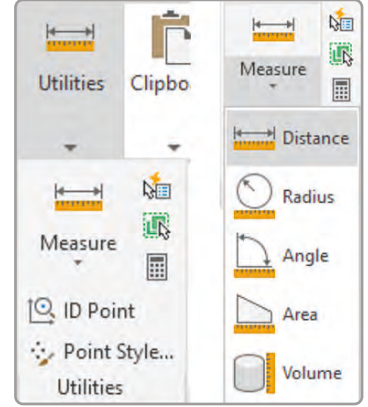 Utilities
Clipbo
Measure
ID Point
Point Style...
Utilities
Measure
Distance
Radius
Angle
Area
Volume